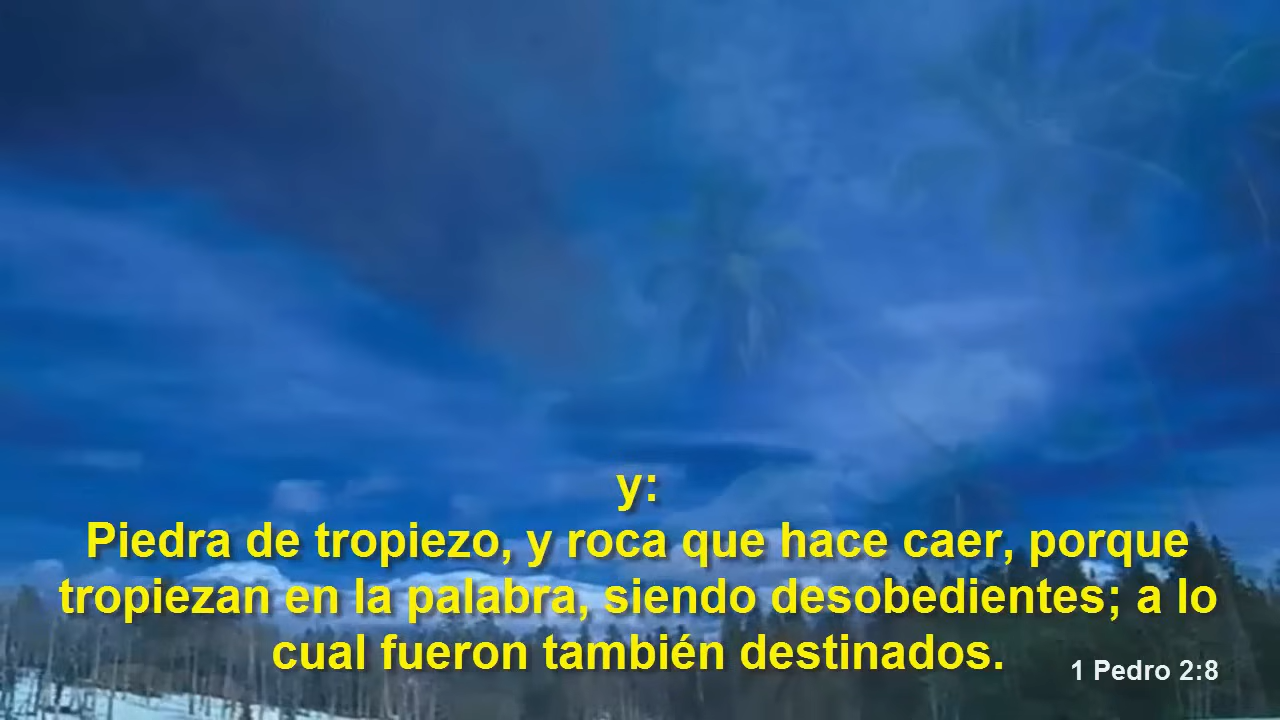 y:
Piedra de tropiezo, y roca que hace caer, porque
tropiezan en la palabra, siendo desobedientes; a lo
cual fueron también destinados.
1 Pedro 2:8